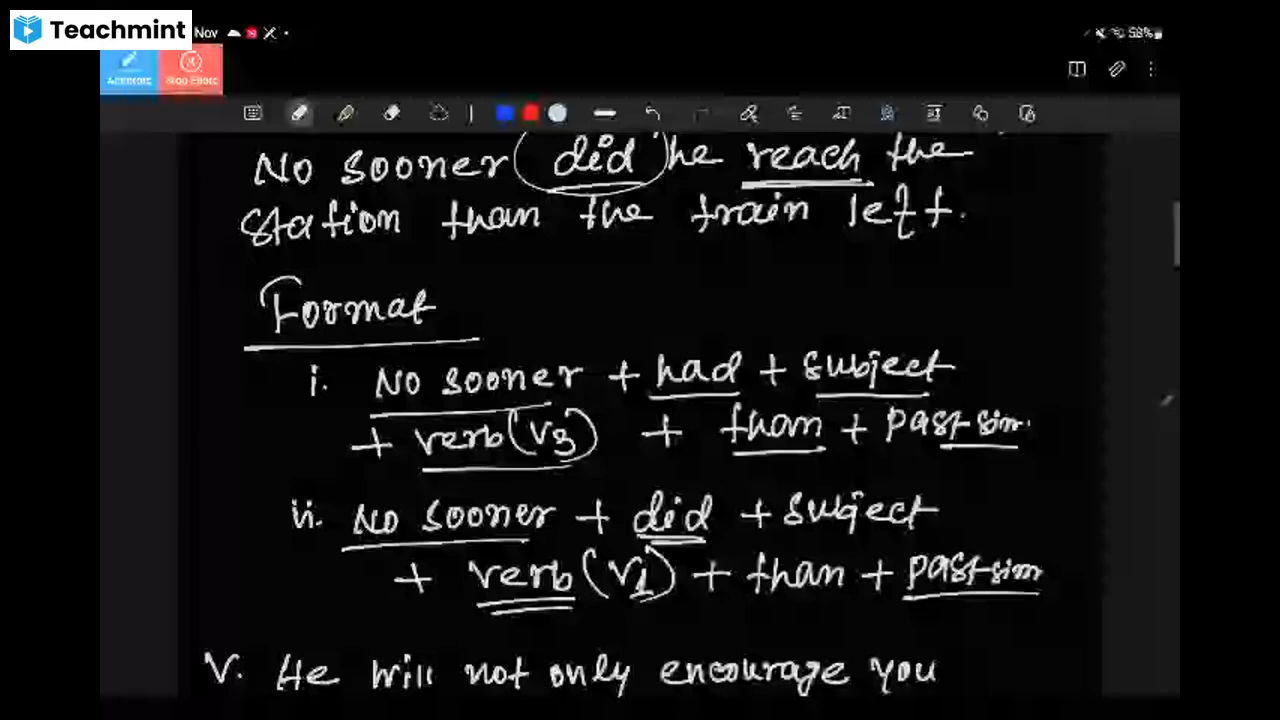 Teachmint
Nov
58%
No sooner did he reach the
station than the train left.
Format
i. No sooner + had + subject
+ verb(V3) + than + past sim.
ii. No sooner + did + subject
+ verb(V1) + than + past sim
V. He will not only encourage you